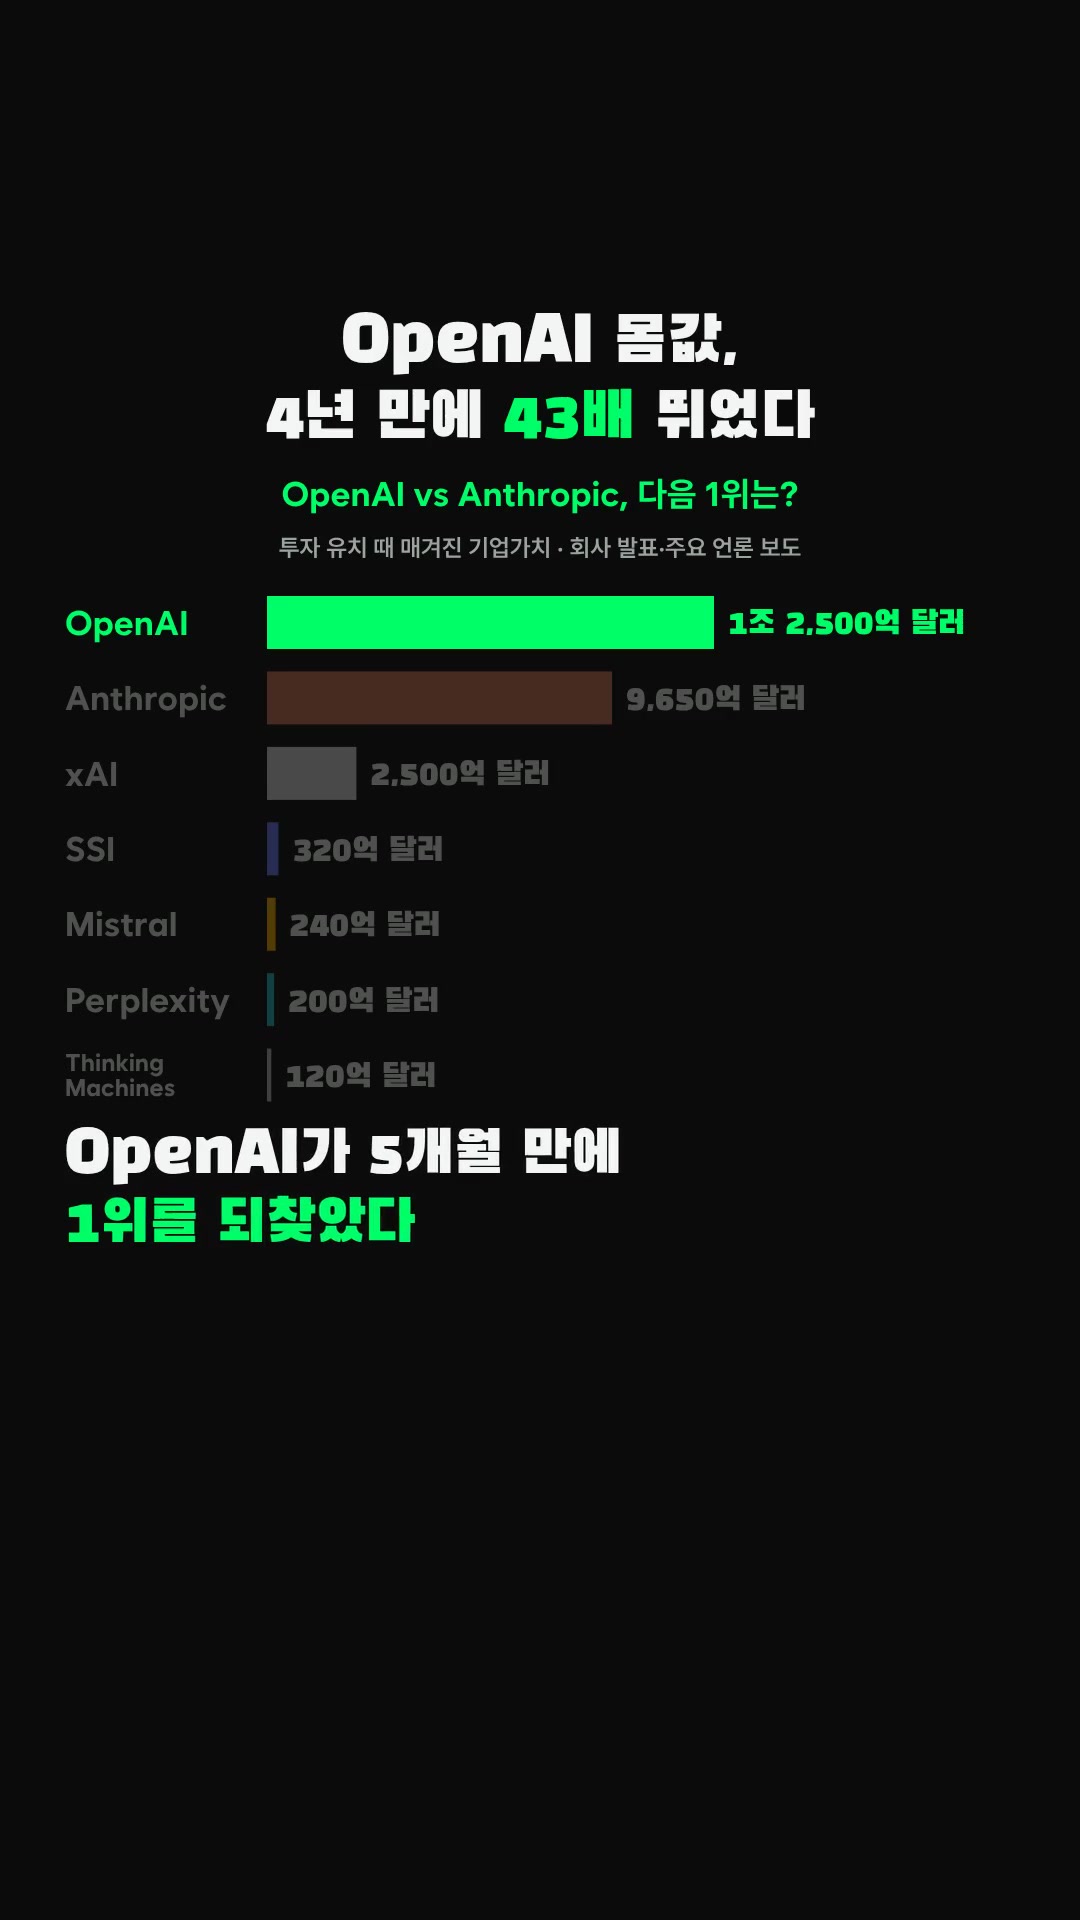 OpenAI 몸값,
4년 만에 43배 뛰었다
OpenAI vs Anthropic, 다음 1위는?
투자 유치 때 매겨진 기업가치 · 회사 발표·주요 언론 보도
OpenAI 1조 2,500억 달러
Anthropic 9,650억 달러
xAI 2,500억 달러
SSI 320억 달러
Mistral 240억 달러
Perplexity 200억 달러
Thinking
Machines 120억 달러
OpenAI가 5개월 만에
1위를 되찾았다